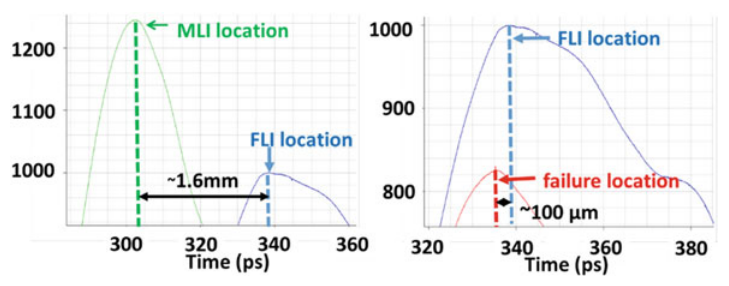 1200
1100
1000
MLI location
FLI location
~1.6mm
300 320 340 360
Time (ps)
1000
900
800
FLI location
failure location
~100 μm
320 340 360 380
Time (ps)